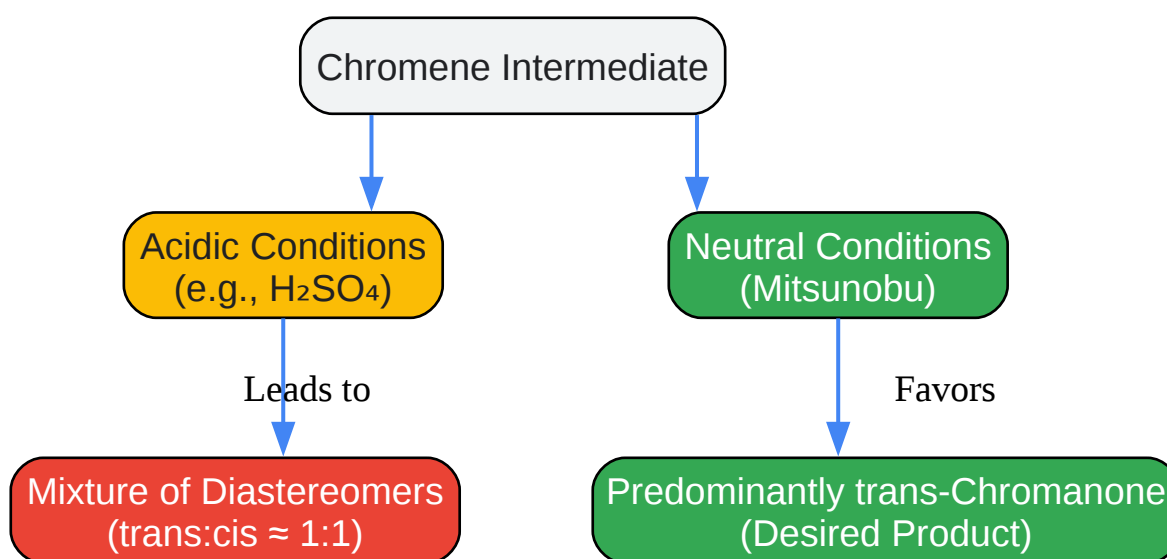 Chromene Intermediate
Acidic Conditions
(e.g., H₂SO₄)
Neutral Conditions
(Mitsunobu)
Leads to
Favors
Mixture of Diastereomers
(trans:cis ≈ 1:1)
Predominantly trans-Chromanone
(Desired Product)